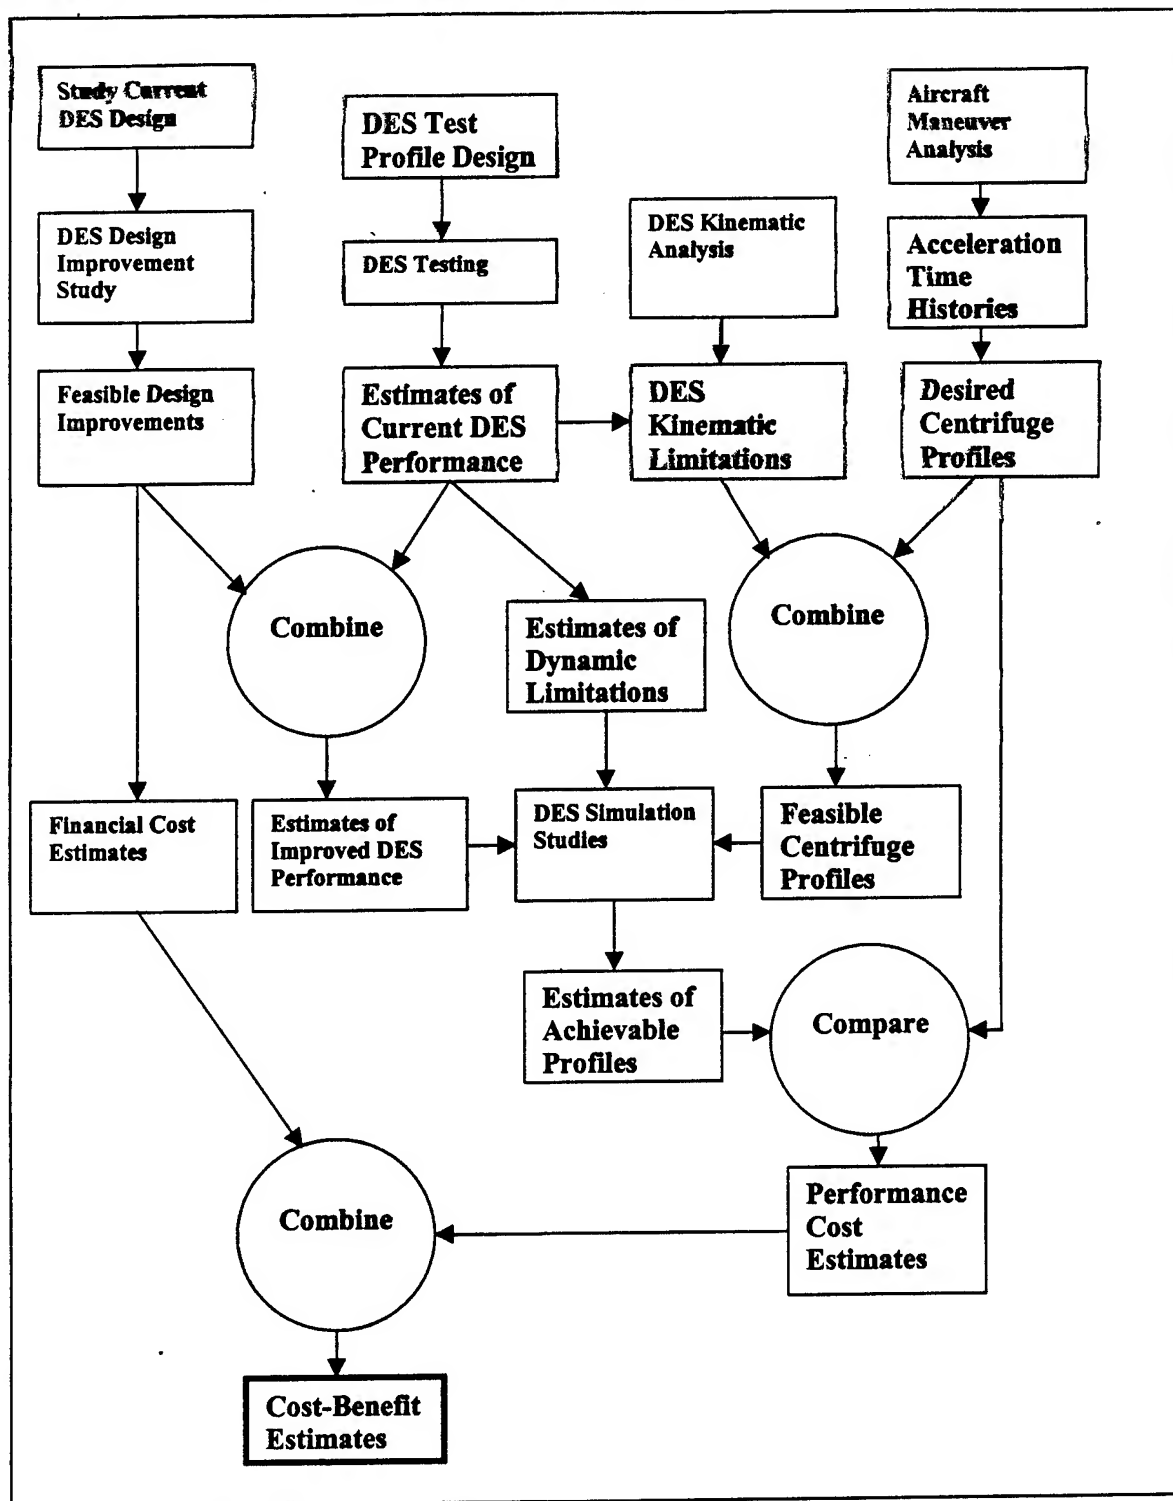 Study Current
DES Design
DES Test
Profile Design
Aircraft
Maneuver
Analysis
DES Design
Improvement
Study
DES Testing
DES Kinematic
Analysis
Acceleration
Time
Histories
Feasible Design
Improvements
Estimates of
Current DES
Performance
DES
Kinematic
Limitations
Desired
Centrifuge
Profiles
Combine
Estimates of
Dynamic
Limitations
Combine
Financial Cost
Estimates
Estimates of
Improved DES
Performance
DES Simulation
Studies
Feasible
Centrifuge
Profiles
Estimates of
Achievable
Profiles
Compare
Combine
Performance
Cost
Estimates
Cost-Benefit
Estimates